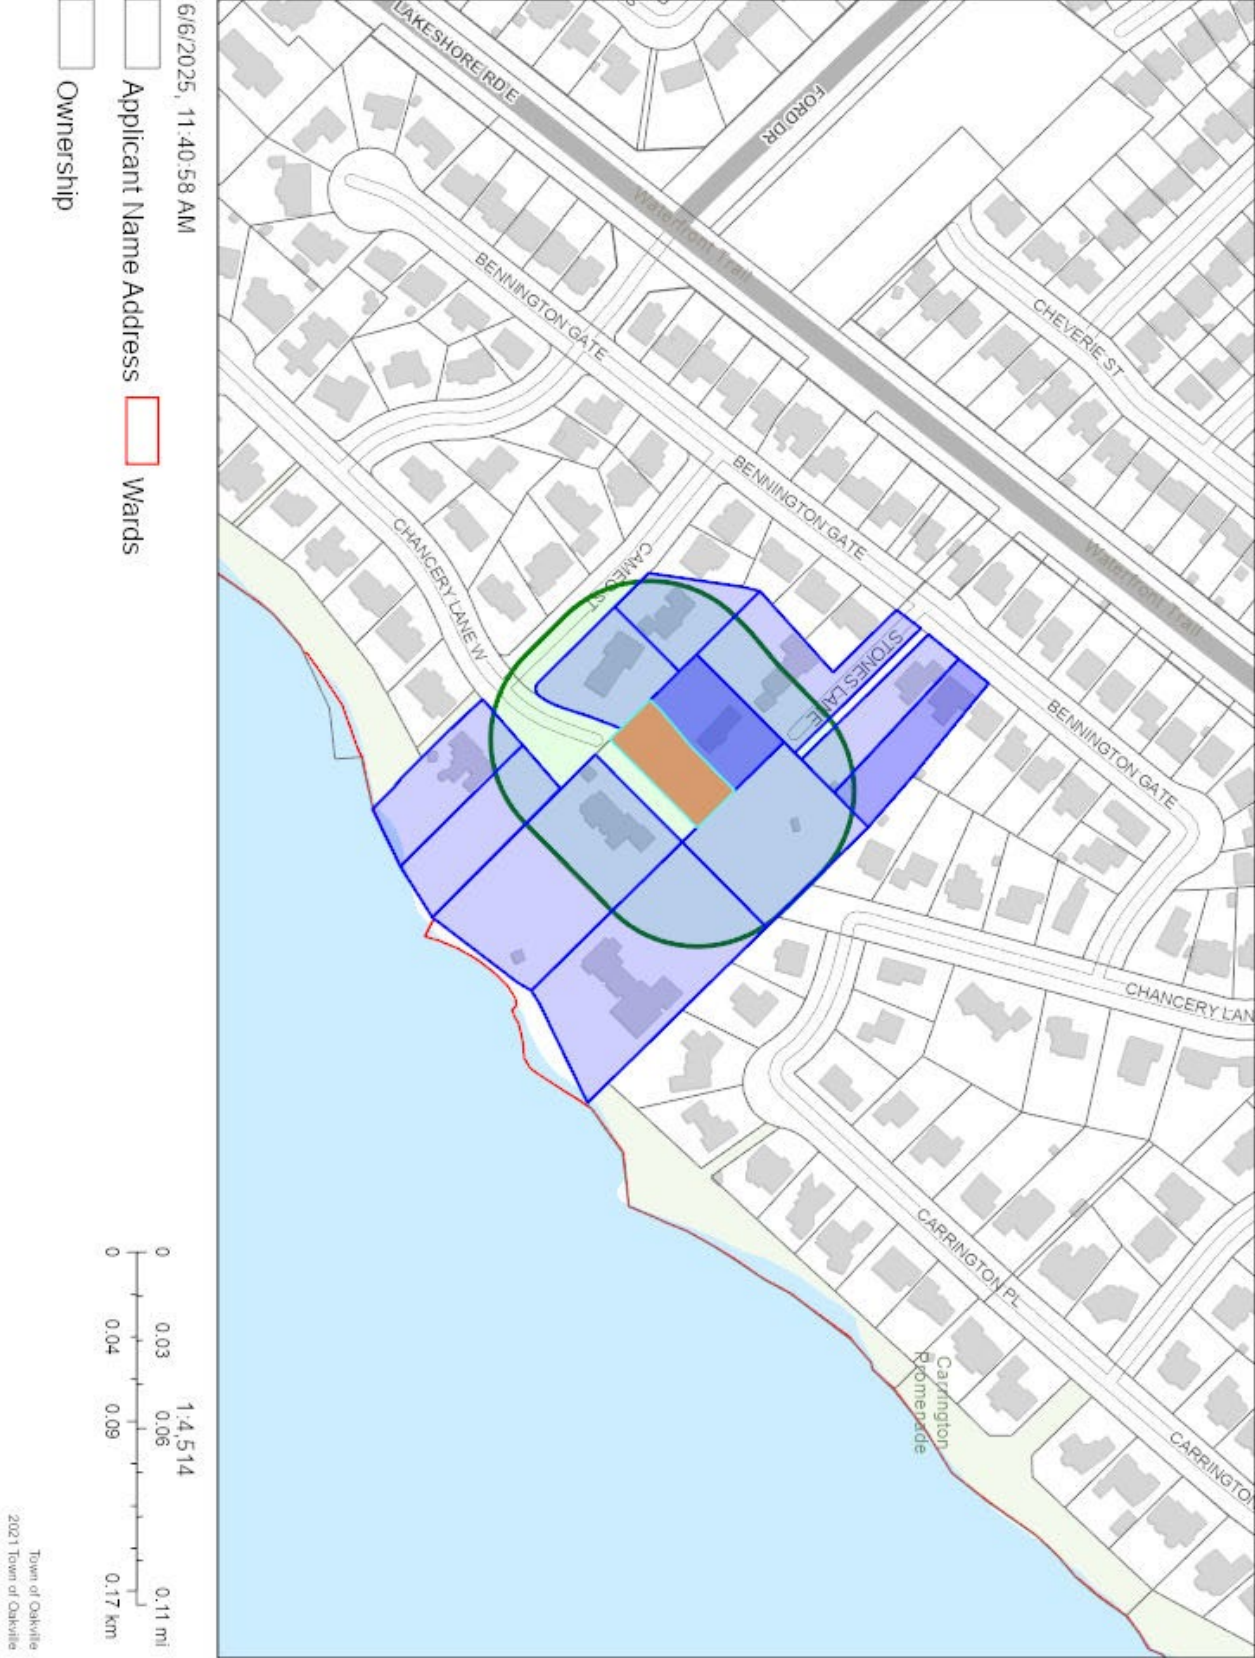 LAKESHORE RD E
FORD DR
Waterfront Trail
CHEVERIE ST
BENNINGTON GATE
BENNINGTON GATE
Waterfront Trail
CAMEO ST
CHANCERY LANE W
STONES LANE
BENNINGTON GATE
CHANCERY LAN
CARRINGTON PL
Carrington
Promenade
CARRINGTO
6/6/2025, 11:40:58 AM
Applicant Name Address
Wards
Ownership
1:4,514
0 0.03 0.06 0.11 mi
0 0.04 0.09 0.17 km
Town of Oakville
2021 Town of Oakville